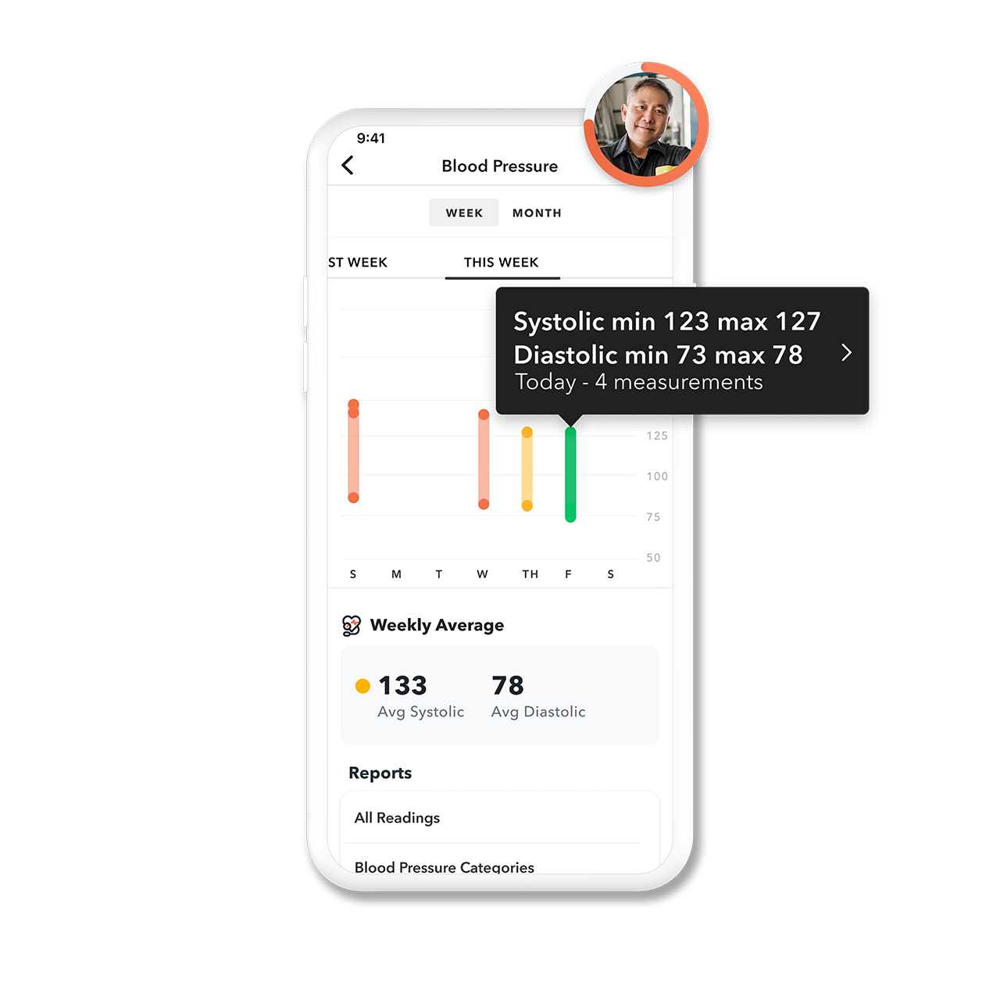 9:41
Blood Pressure
WEEK MONTH
ST WEEK THIS WEEK
Systolic min 123 max 127
Diastolic min 73 max 78
Today - 4 measurements
125
100
75
50
S M T W TH F S
Weekly Average
133 78
Avg Systolic Avg Diastolic
Reports
All Readings
Blood Pressure Categories